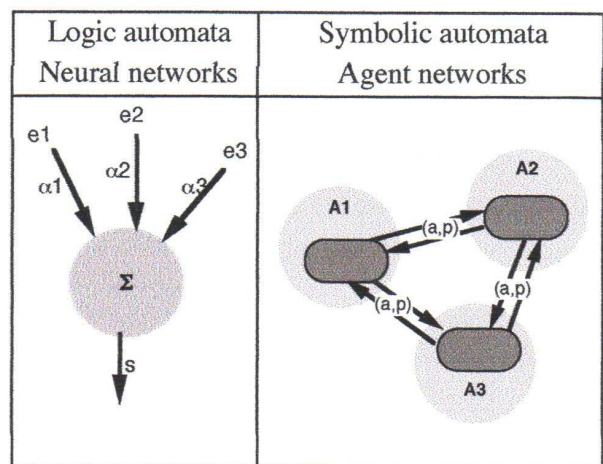 Logic automata
Neural networks
Symbolic automata
Agent networks
e1
e2
e3
α1
α2
α3
Σ
s
A1
A2
(a,p)
(a,p)
(a,p)
A3